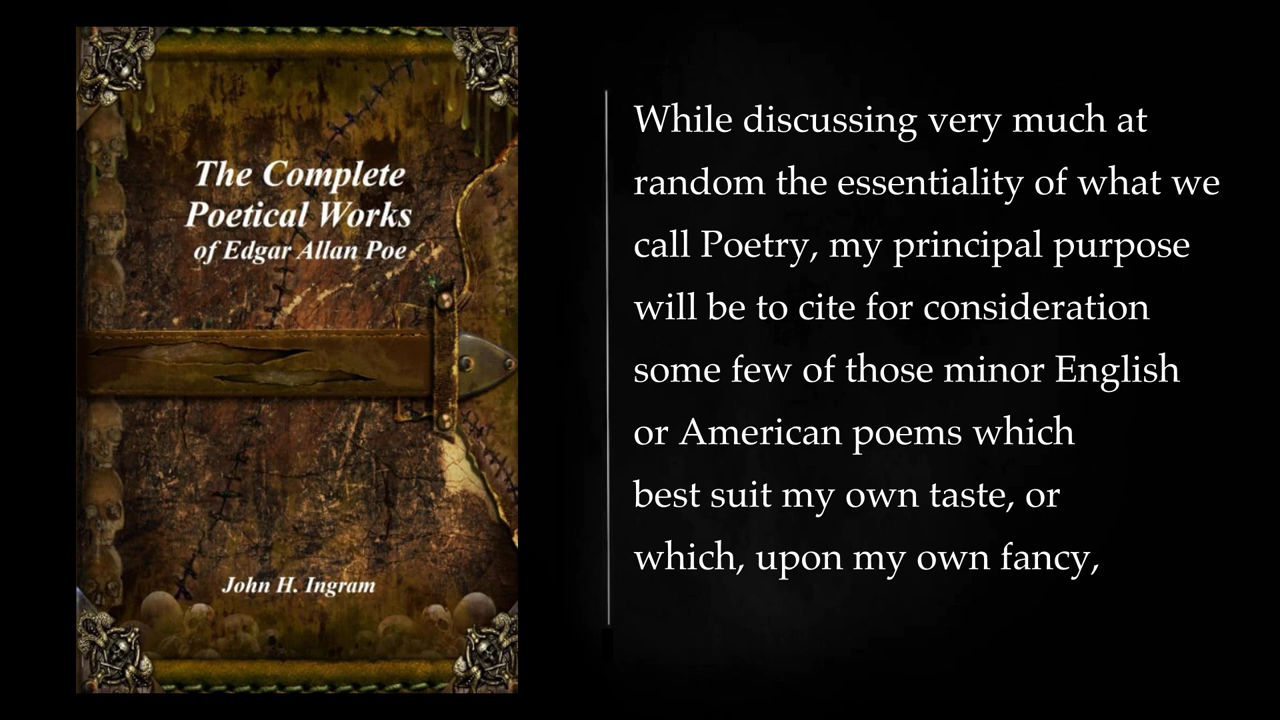 The Complete
Poetical Works
of Edgar Allan Poe
John H. Ingram
While discussing very much at
random the essentiality of what we
call Poetry, my principal purpose
will be to cite for consideration
some few of those minor English
or American poems which
best suit my own taste, or
which, upon my own fancy,